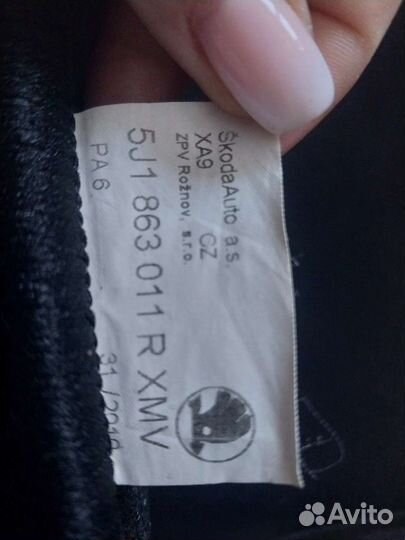 ŠkodaAuto a.s.
XA9 CZ
ZPV Rožnov, s.r.o.
5J1 863 011 R XMV
PA6
Avito